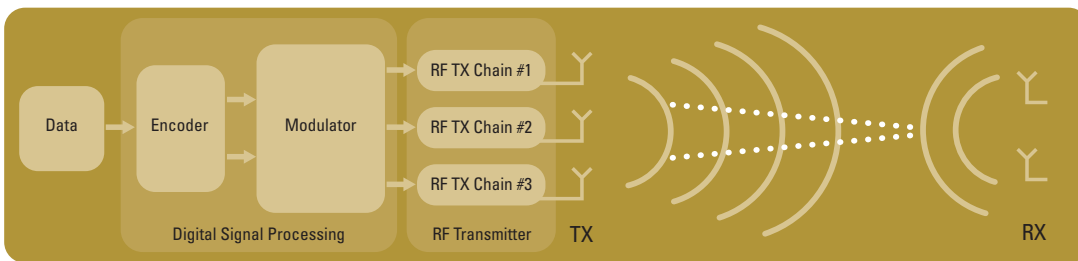 Data
Encoder
Modulator
RF TX Chain #1
RF TX Chain #2
RF TX Chain #3
Digital Signal Processing
RF Transmitter
TX
RX